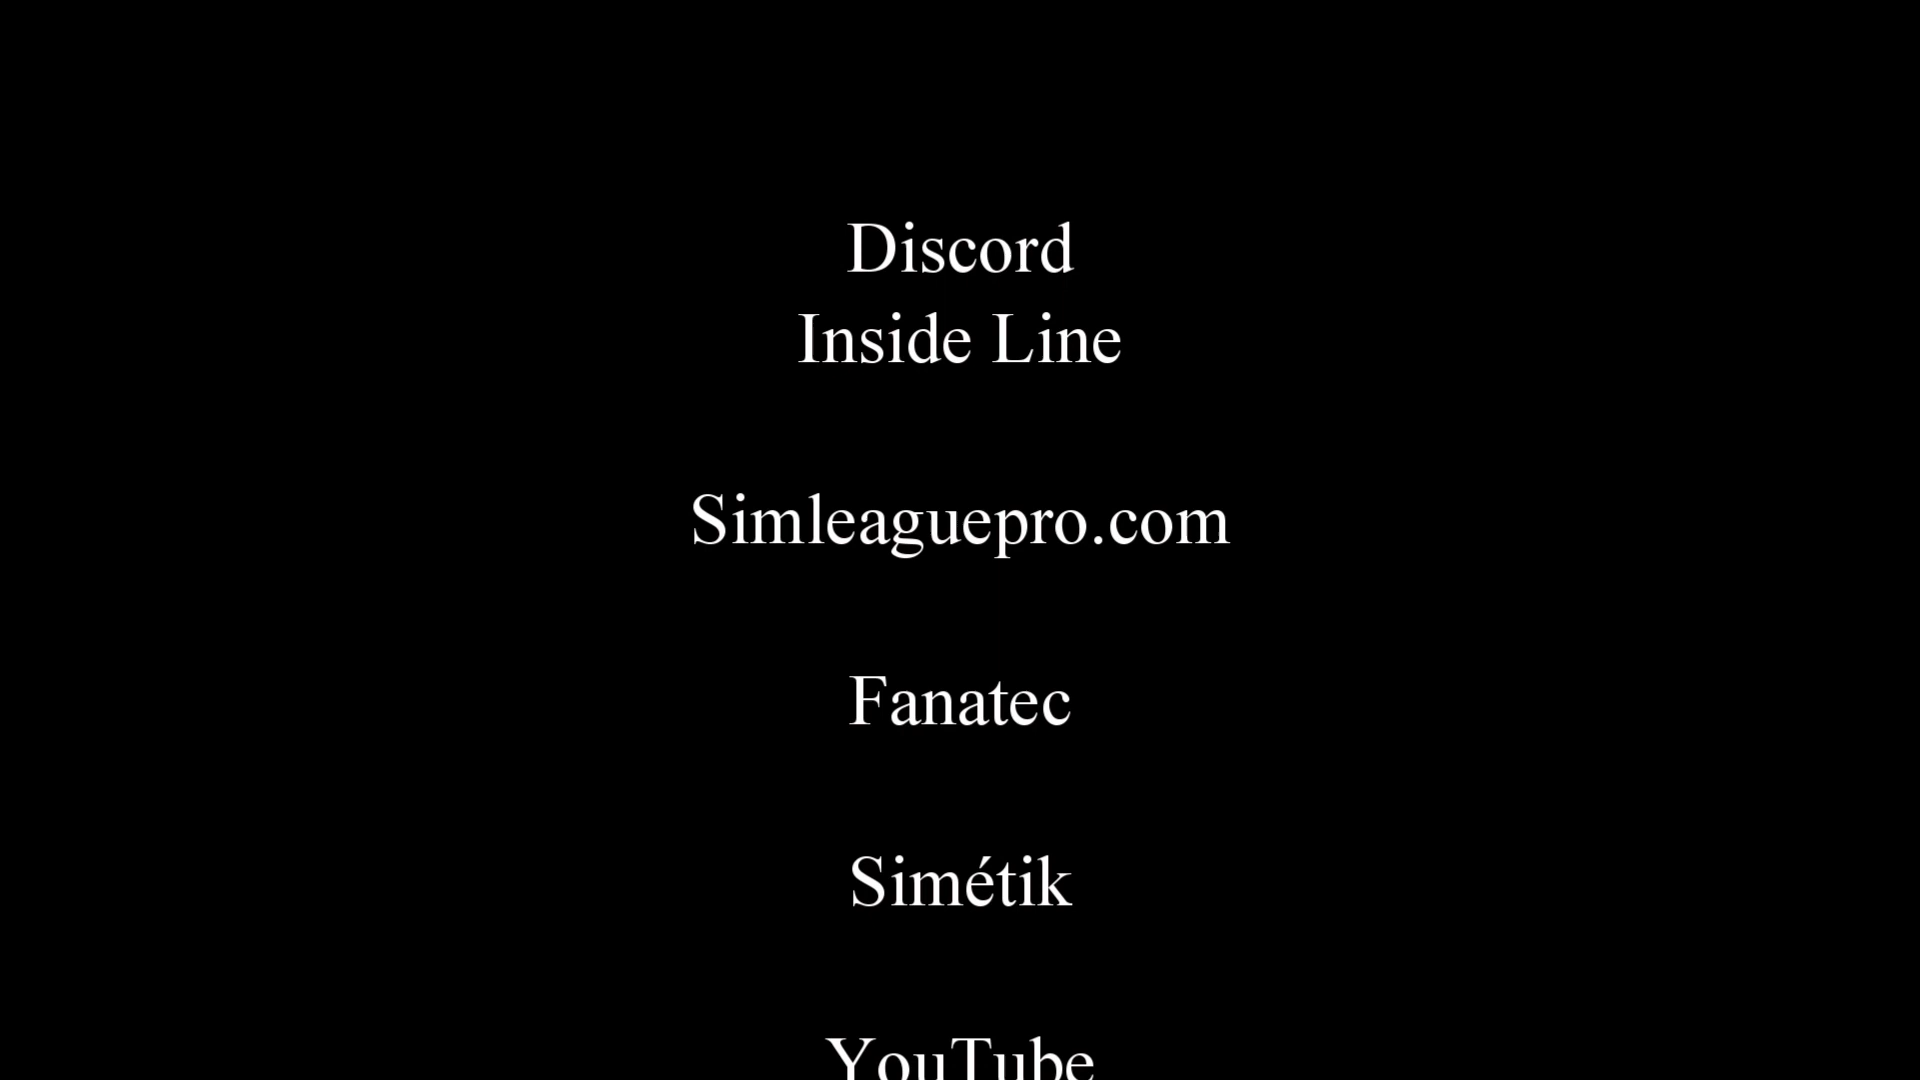 Discord
Inside Line
Simleaguepro.com
Fanatec
Simétik
YouTube